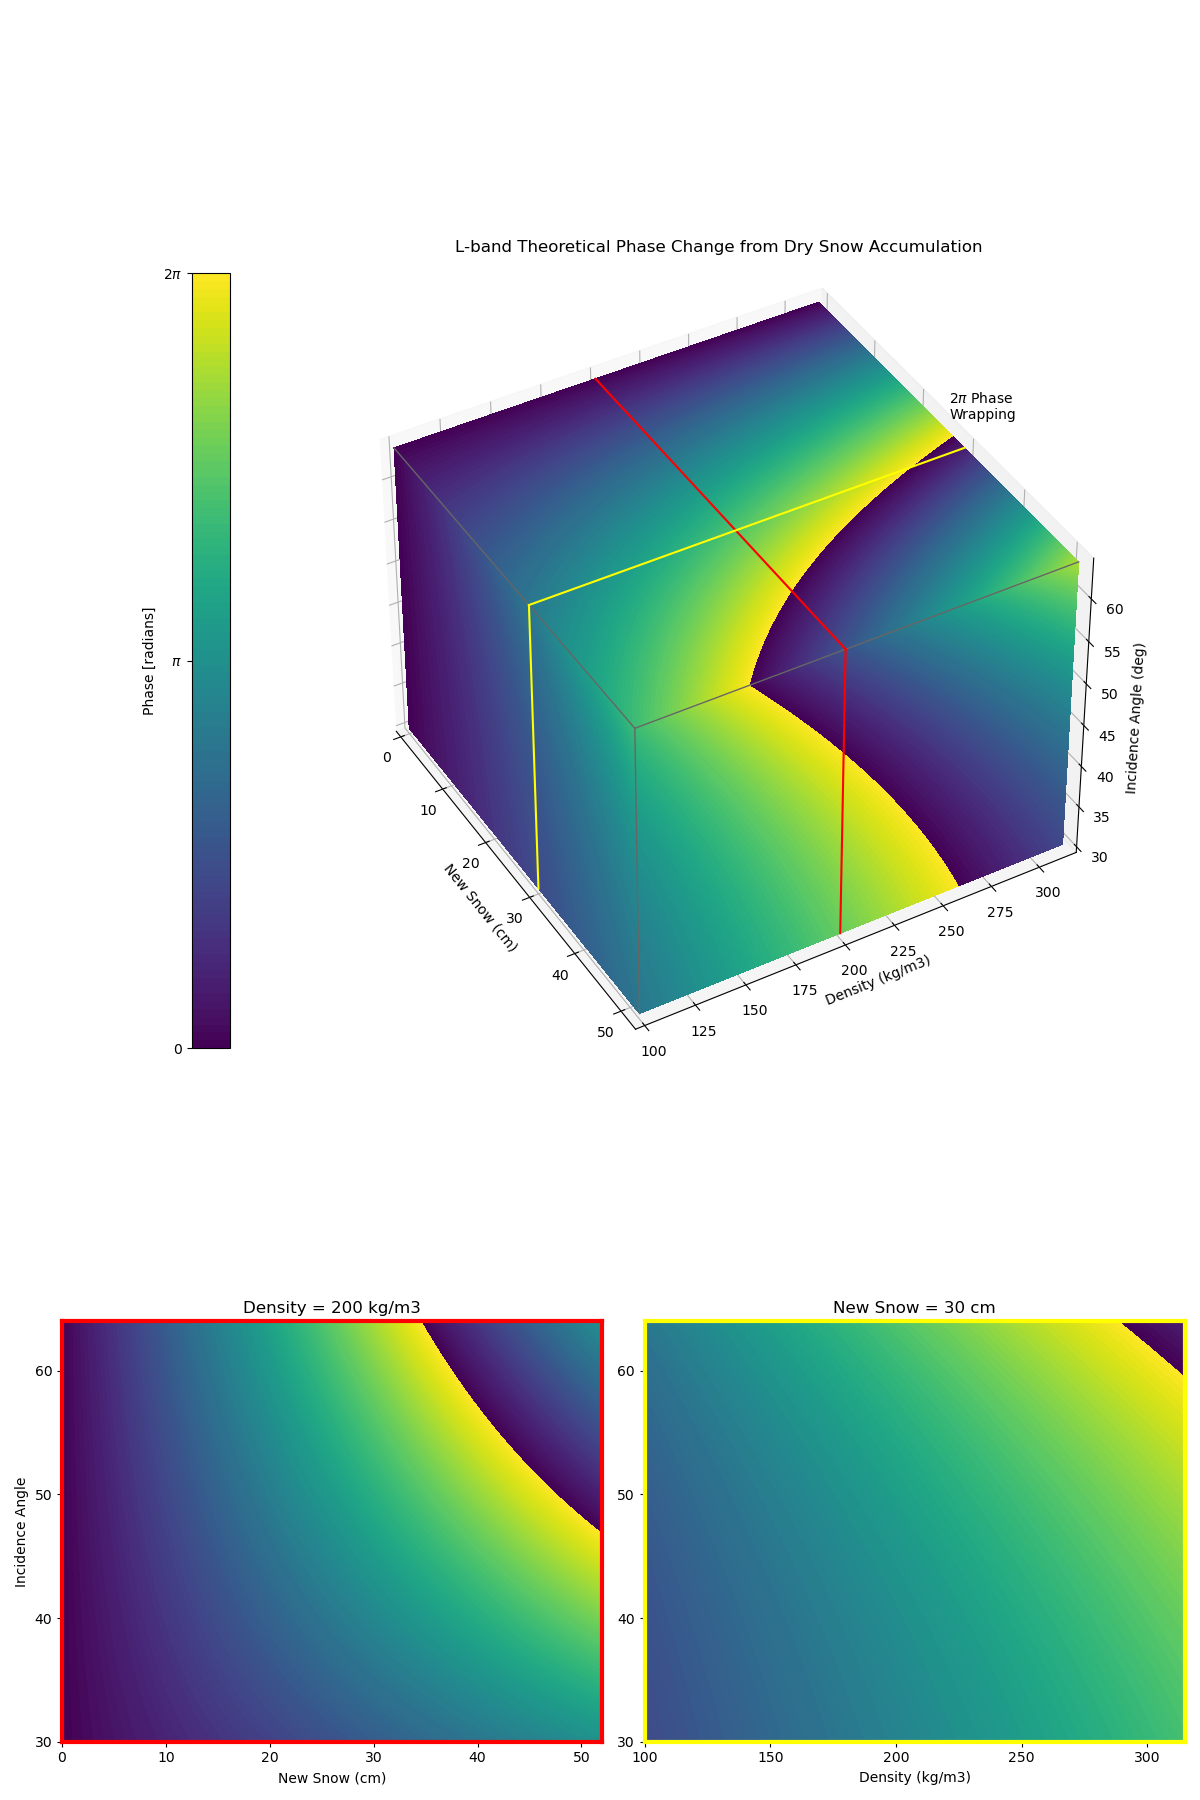 L-band Theoretical Phase Change from Dry Snow Accumulation
2π
π
0
Phase [radians]
2π Phase
Wrapping
0
10
20
30
40
50
New Snow (cm)
100
125
150
175
200
225
250
275
300
Density (kg/m3)
30
35
40
45
50
55
60
Incidence Angle (deg)
Density = 200 kg/m3
60
50
40
30
Incidence Angle
0 10 20 30 40 50
New Snow (cm)
New Snow = 30 cm
60
50
40
30
100 150 200 250 300
Density (kg/m3)